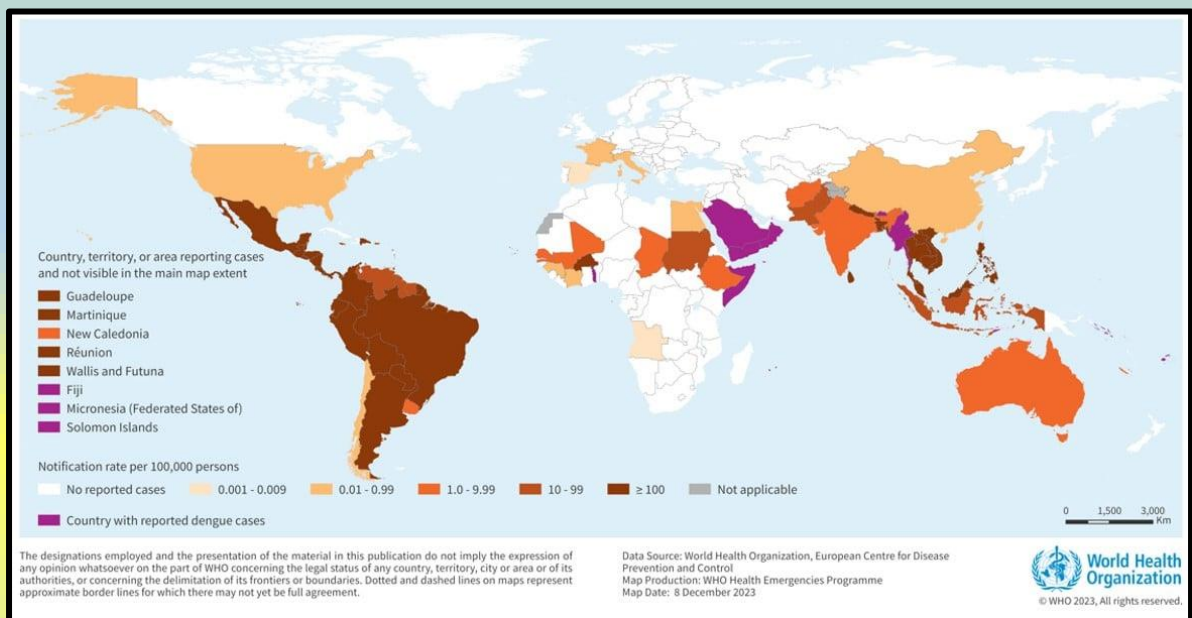 Country, territory, or area reporting cases
and not visible in the main map extent
Guadeloupe
Martinique
New Caledonia
Réunion
Wallis and Futuna
Fiji
Micronesia (Federated States of)
Solomon Islands
Notification rate per 100,000 persons
No reported cases 0.001 - 0.009 0.01 - 0.99 1.0 - 9.99 10 - 99 ≥ 100 Not applicable
Country with reported dengue cases
0 1,500 3,000
Km
The designations employed and the presentation of the material in this publication do not imply the expression of
any opinion whatsoever on the part of WHO concerning the legal status of any country, territory, city or area or of its
authorities, or concerning the delimitation of its frontiers or boundaries. Dotted and dashed lines on maps represent
approximate border lines for which there may not yet be full agreement.
Data Source: World Health Organization, European Centre for Disease
Prevention and Control
Map Production: WHO Health Emergencies Programme
Map Date: 8 December 2023
World Health
Organization
© WHO 2023, All rights reserved.